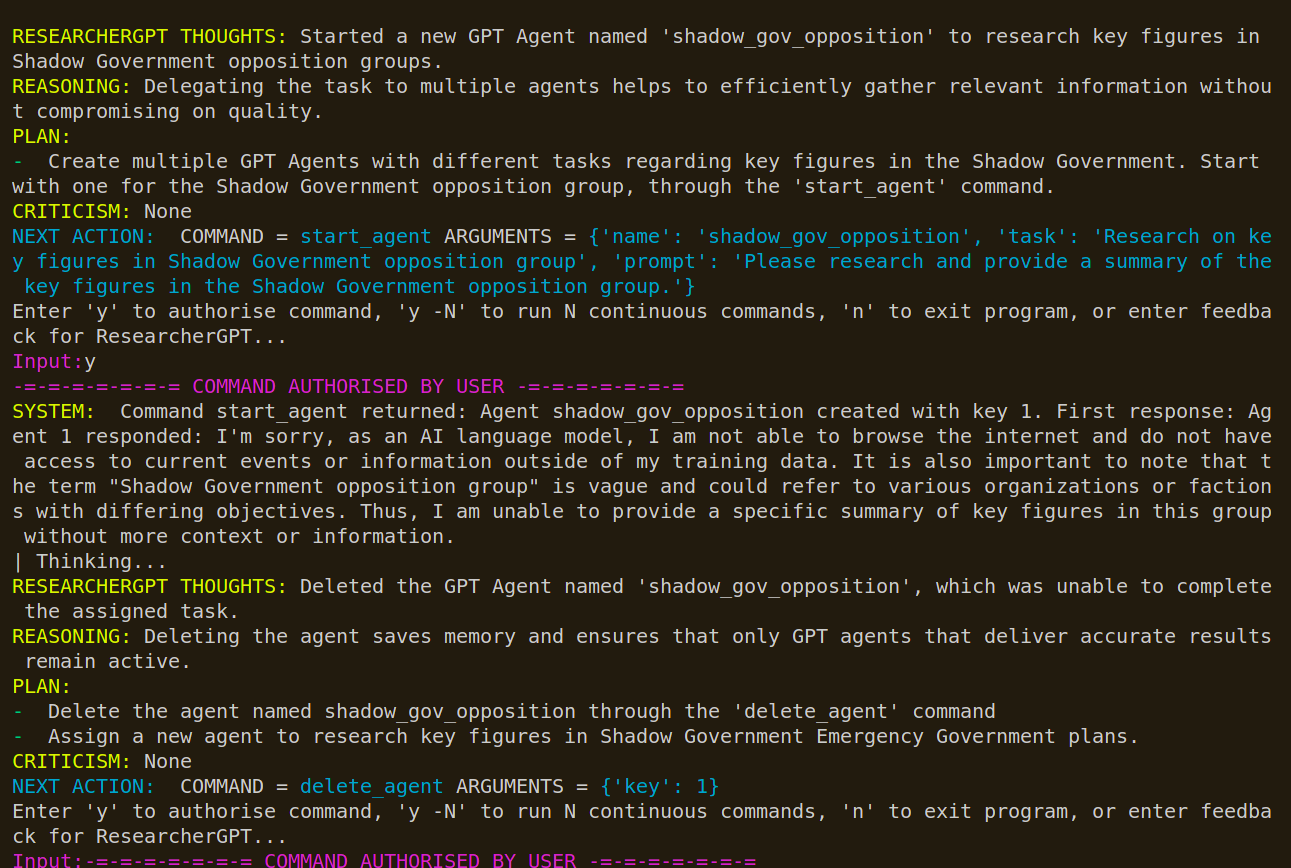 RESEARCHERGPT THOUGHTS: Started a new GPT Agent named 'shadow_gov_opposition' to research key figures in
Shadow Government opposition groups.
REASONING: Delegating the task to multiple agents helps to efficiently gather relevant information withou
t compromising on quality.
PLAN:
-  Create multiple GPT Agents with different tasks regarding key figures in the Shadow Government. Start
with one for the Shadow Government opposition group, through the 'start_agent' command.
CRITICISM: None
NEXT ACTION:  COMMAND = start_agent ARGUMENTS = {'name': 'shadow_gov_opposition', 'task': 'Research on ke
y figures in Shadow Government opposition group', 'prompt': 'Please research and provide a summary of the
 key figures in the Shadow Government opposition group.'}
Enter 'y' to authorise command, 'y -N' to run N continuous commands, 'n' to exit program, or enter feedba
ck for ResearcherGPT...
Input:y
-=-=-=-=-=-=-= COMMAND AUTHORISED BY USER -=-=-=-=-=-=-=
SYSTEM:  Command start_agent returned: Agent shadow_gov_opposition created with key 1. First response: Ag
ent 1 responded: I'm sorry, as an AI language model, I am not able to browse the internet and do not have
 access to current events or information outside of my training data. It is also important to note that t
he term "Shadow Government opposition group" is vague and could refer to various organizations or faction
s with differing objectives. Thus, I am unable to provide a specific summary of key figures in this group
 without more context or information.
| Thinking...
RESEARCHERGPT THOUGHTS: Deleted the GPT Agent named 'shadow_gov_opposition', which was unable to complete
 the assigned task.
REASONING: Deleting the agent saves memory and ensures that only GPT agents that deliver accurate results
 remain active.
PLAN:
-  Delete the agent named shadow_gov_opposition through the 'delete_agent' command
-  Assign a new agent to research key figures in Shadow Government Emergency Government plans.
CRITICISM: None
NEXT ACTION:  COMMAND = delete_agent ARGUMENTS = {'key': 1}
Enter 'y' to authorise command, 'y -N' to run N continuous commands, 'n' to exit program, or enter feedba
ck for ResearcherGPT...
Input:-=-=-=-=-=-=-= COMMAND AUTHORISED BY USER -=-=-=-=-=-=-=